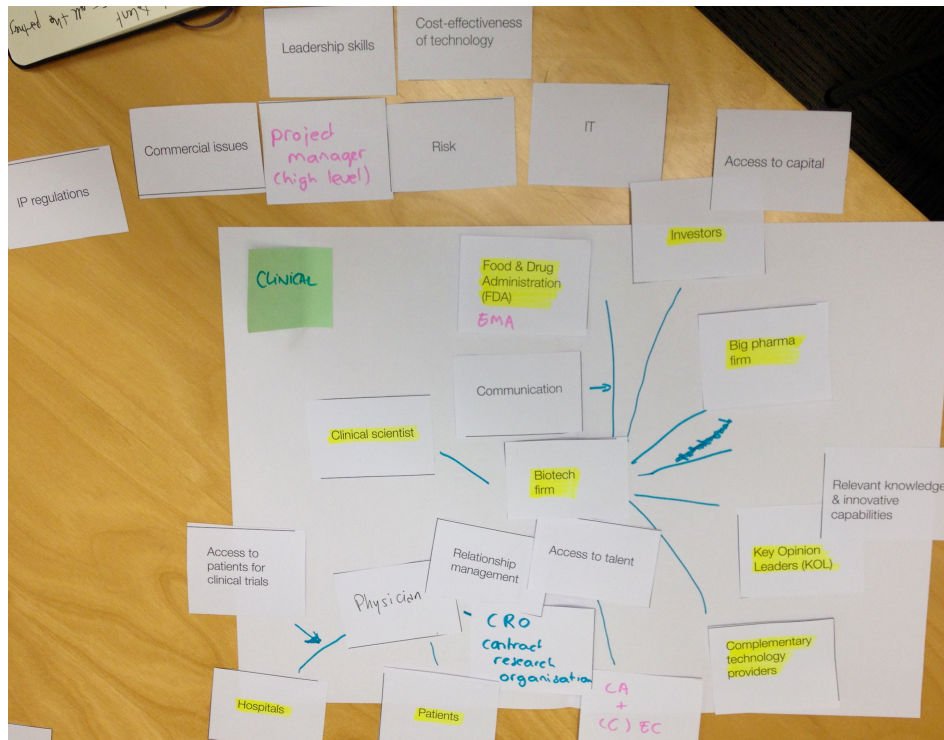 all the parties
Leadership skills
Cost-effectiveness
of technology
IP regulations
Commercial issues
project
manager
(high level)
Risk
IT
Access to capital
Investors
CLINICAL
Food & Drug
Administration
(FDA)
EMA
Big pharma
firm
Communication
Clinical scientist
Biotech
firm
Relevant knowledge
& innovative
capabilities
Key Opinion
Leaders (KOL)
Access to
patients for
clinical trials
Physician
Relationship
management
Access to talent
CRO
contract
research
organisation
Complementary
technology
providers
Hospitals
Patients
CA
+
(C) EC